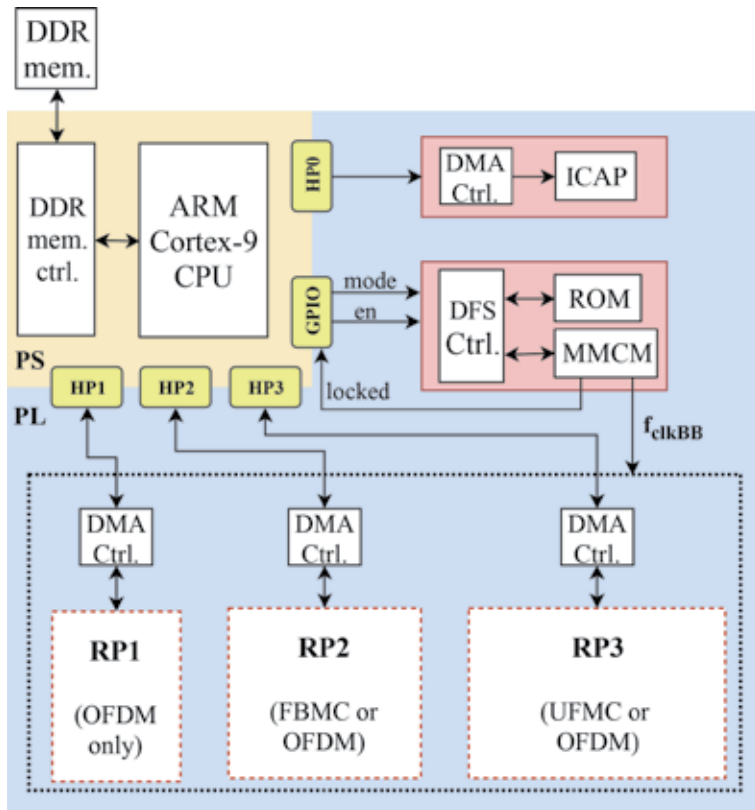 DDR
mem.
DDR
mem.
ctrl.
ARM
Cortex-9
CPU
HP0
DMA
Ctrl.
ICAP
GPIO
mode
en
DFS
Ctrl.
ROM
MMCM
PS
HP1
HP2
HP3
locked
PL
fclkBB
DMA
Ctrl.
DMA
Ctrl.
DMA
Ctrl.
RP1
(OFDM
only)
RP2
(FBMC or
OFDM)
RP3
(UFMC or
OFDM)